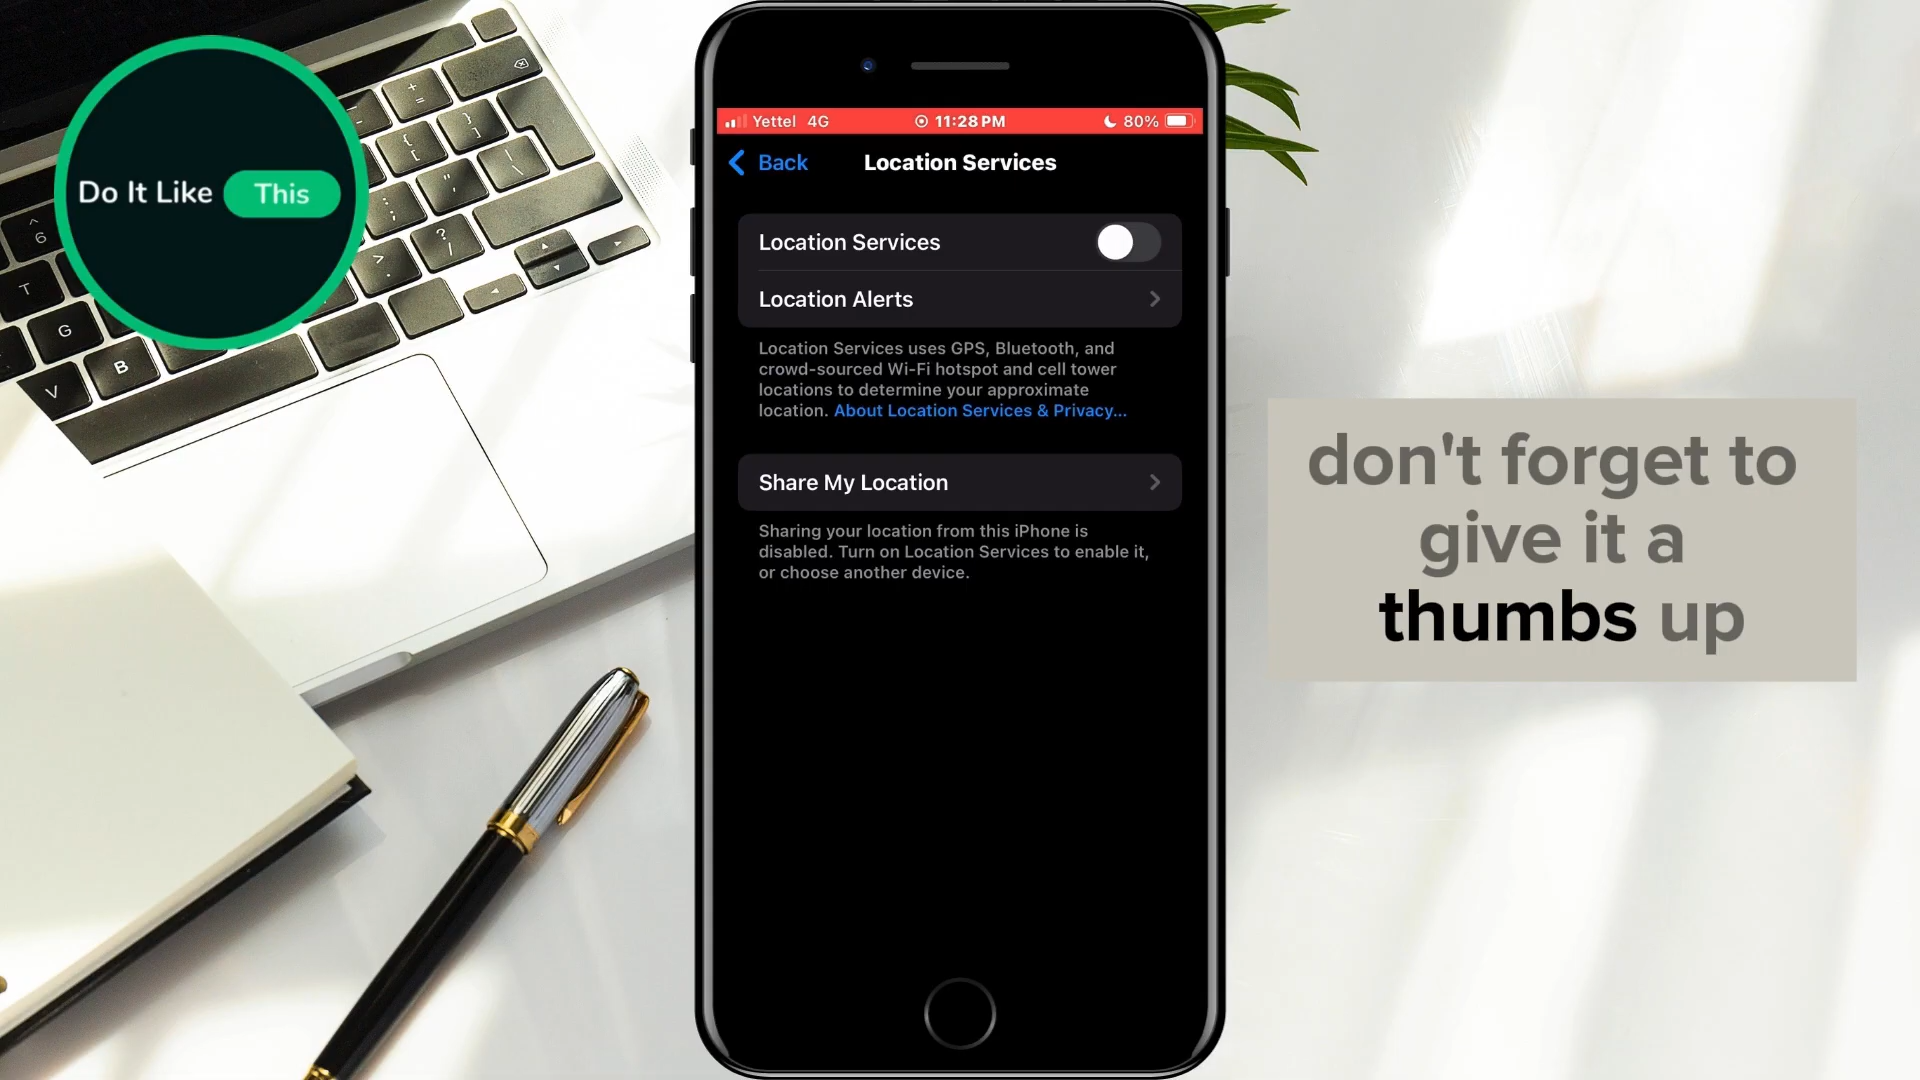 Do It Like This
Yettel 4G 11:28 PM 80%
Back Location Services
Location Services
Location Alerts
Location Services uses GPS, Bluetooth, and
crowd-sourced Wi-Fi hotspot and cell tower
locations to determine your approximate
location. About Location Services & Privacy...
Share My Location
Sharing your location from this iPhone is
disabled. Turn on Location Services to enable it,
or choose another device.
don't forget to
give it a
thumbs up
6
T
G
V
B